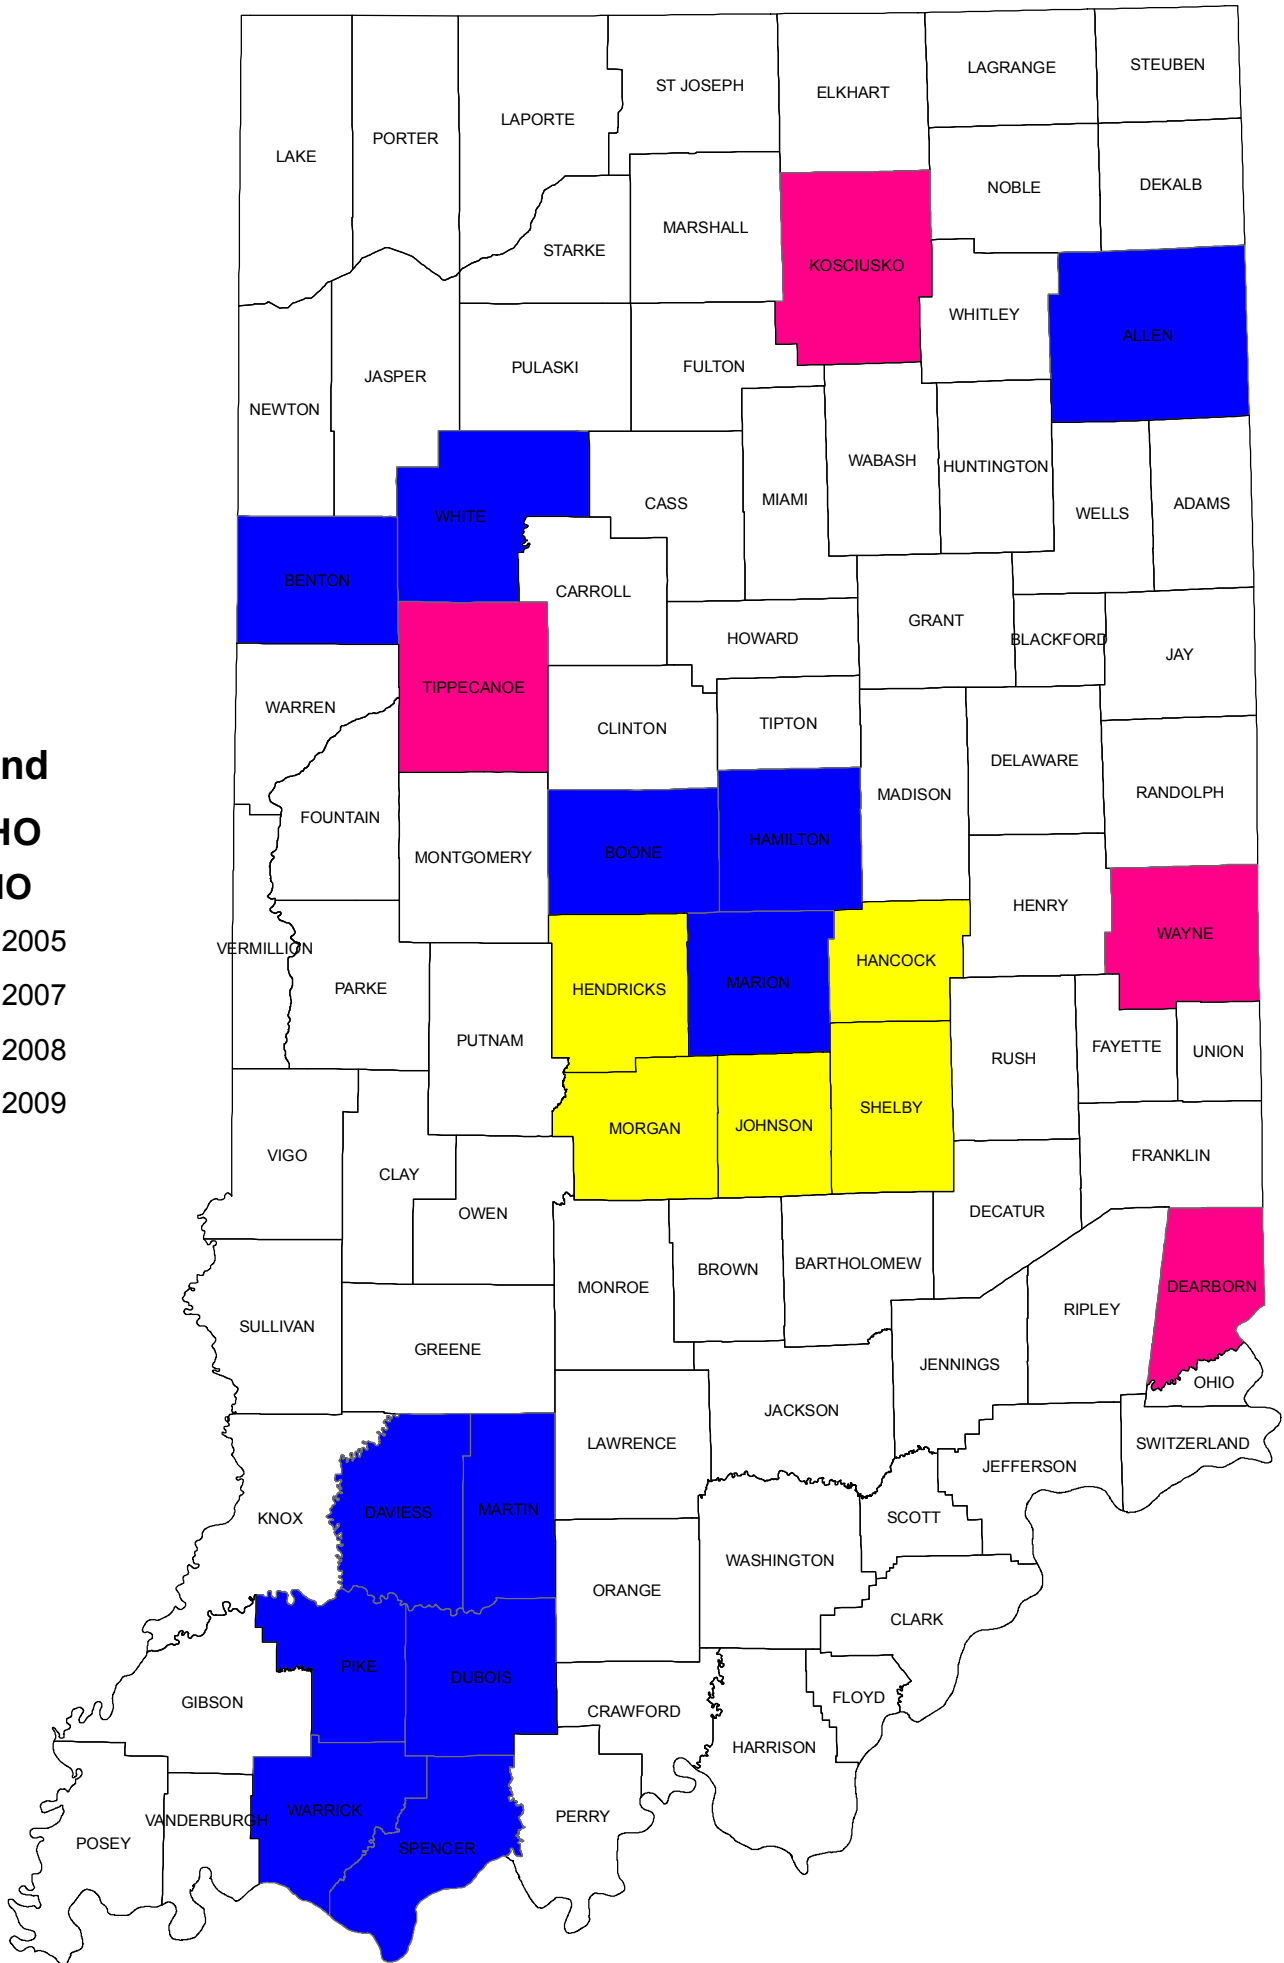 STEUBEN
LAGRANGE
ST JOSEPH
ELKHART
LAPORTE
PORTER
LAKE
DEKALB
NOBLE
MARSHALL
STARKE
KOSCIUSKO
WHITLEY
ALLEN
FULTON
PULASKI
JASPER
NEWTON
WABASH
HUNTINGTON
MIAMI
CASS
ADAMS
WELLS
WHITE
BENTON
CARROLL
GRANT
HOWARD
BLACKFORD
JAY
TIPPECANOE
WARREN
TIPTON
CLINTON
DELAWARE
nd
RANDOLPH
MADISON
FOUNTAIN
HO
HAMILTON
BOONE
MONTGOMERY
IO
HENRY
WAYNE
2005
VERMILLION
HANCOCK
MARION
HENDRICKS
PARKE
2007
PUTNAM
2008
FAYETTE
UNION
RUSH
2009
SHELBY
JOHNSON
MORGAN
VIGO
FRANKLIN
CLAY
DECATUR
OWEN
BARTHOLOMEW
BROWN
MONROE
DEARBORN
RIPLEY
SULLIVAN
GREENE
JENNINGS
OHIO
JACKSON
LAWRENCE
SWITZERLAND
JEFFERSON
MARTIN
DAVIESS
KNOX
SCOTT
WASHINGTON
ORANGE
CLARK
PIKE
DUBOIS
FLOYD
GIBSON
CRAWFORD
HARRISON
WARRICK
PERRY
VANDERBURGH
POSEY
SPENCER